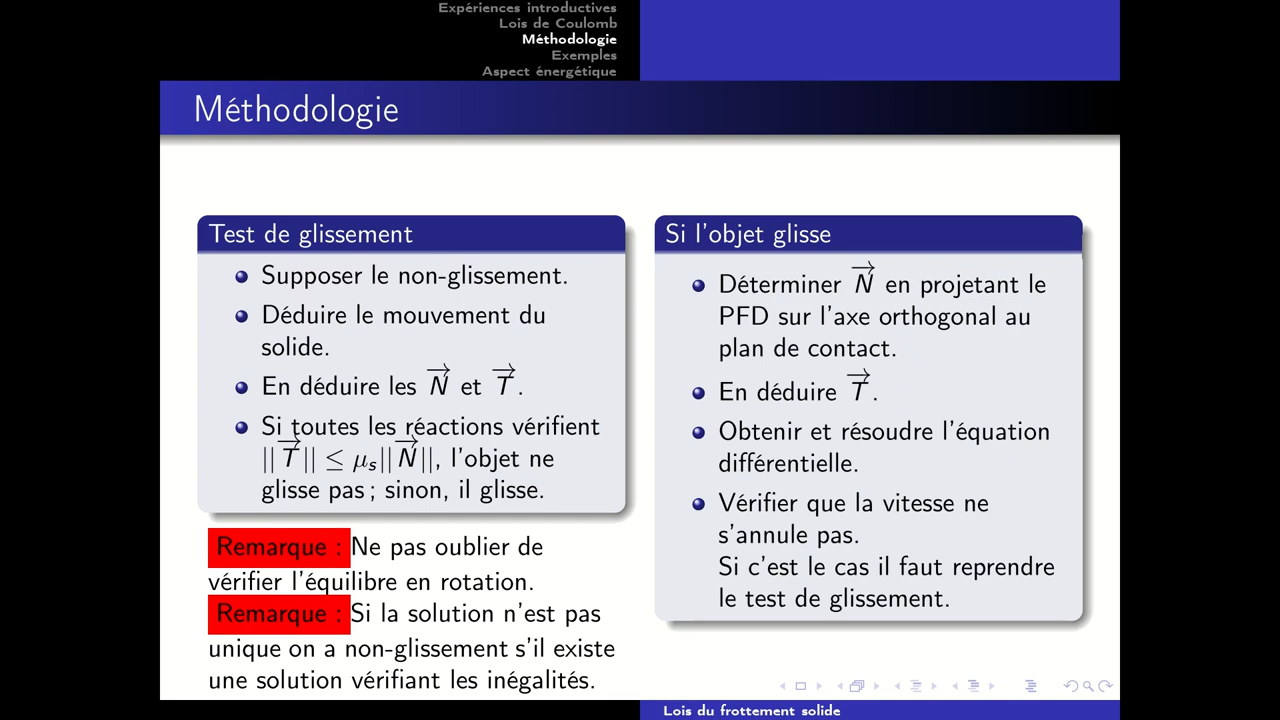 Expériences introductives
Lois de Coulomb
Méthodologie
Exemples
Aspect énergétique
Méthodologie
Test de glissement
Supposer le non-glissement.
Déduire le mouvement du
solide.
En déduire les N⃗ et T⃗.
Si toutes les réactions vérifient
||T⃗|| ≤ μₛ||N⃗||, l'objet ne
glisse pas ; sinon, il glisse.
Remarque : Ne pas oublier de
vérifier l'équilibre en rotation.
Remarque : Si la solution n'est pas
unique on a non-glissement s'il existe
une solution vérifiant les inégalités.
Si l'objet glisse
Déterminer N⃗ en projetant le
PFD sur l'axe orthogonal au
plan de contact.
En déduire T⃗.
Obtenir et résoudre l'équation
différentielle.
Vérifier que la vitesse ne
s'annule pas.
Si c'est le cas il faut reprendre
le test de glissement.
Lois du frottement solide